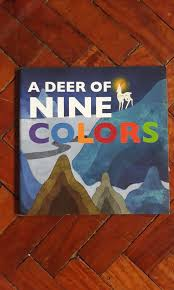 A DEER OF
NINE
COLORS